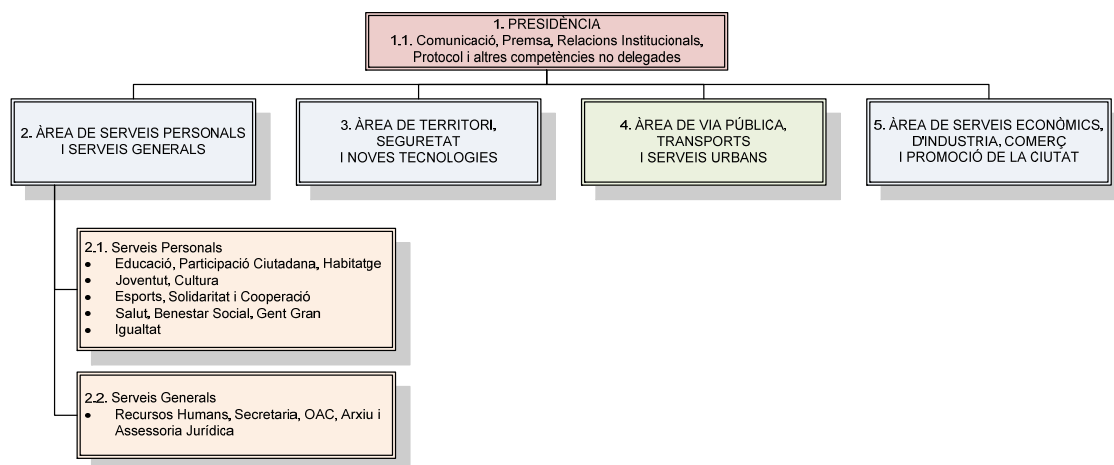 1. PRESIDÈNCIA
1.1. Comunicació, Premsa, Relacions Institucionals,
Protocol i altres competències no delegades
2. ÀREA DE SERVEIS PERSONALS
I SERVEIS GENERALS
3. ÀREA DE TERRITORI,
SEGURETAT
I NOVES TECNOLOGIES
4. ÀREA DE VIA PÚBLICA,
TRANSPORTS
I SERVEIS URBANS
5. ÀREA DE SERVEIS ECONÒMICS,
D'INDUSTRIA, COMERÇ
I PROMOCIÓ DE LA CIUTAT
2.1. Serveis Personals
• Educació, Participació Ciutadana, Habitatge
• Joventut, Cultura
• Esports, Solidaritat i Cooperació
• Salut, Benestar Social, Gent Gran
• Igualtat
2.2. Serveis Generals
• Recursos Humans, Secretaria, OAC, Arxiu i
Assessoria Jurídica